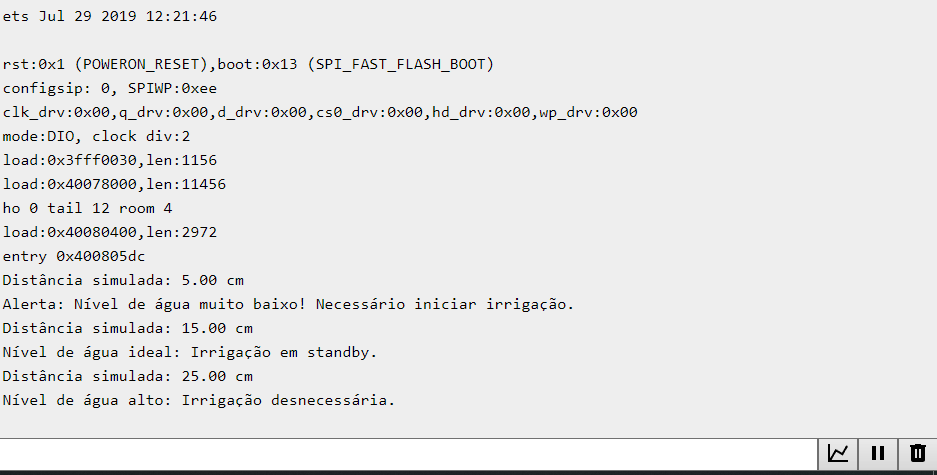 ets Jul 29 2019 12:21:46
rst:0x1 (POWERON_RESET),boot:0x13 (SPI_FAST_FLASH_BOOT)
configsip: 0, SPIWP:0xee
clk_drv:0x00,q_drv:0x00,d_drv:0x00,cs0_drv:0x00,hd_drv:0x00,wp_drv:0x00
mode:DIO, clock div:2
load:0x3fff0030,len:1156
load:0x40078000,len:11456
ho 0 tail 12 room 4
load:0x40080400,len:2972
entry 0x400805dc
Distância simulada: 5.00 cm
Alerta: Nível de água muito baixo! Necessário iniciar irrigação.
Distância simulada: 15.00 cm
Nível de água ideal: Irrigação em standby.
Distância simulada: 25.00 cm
Nível de água alto: Irrigação desnecessária.